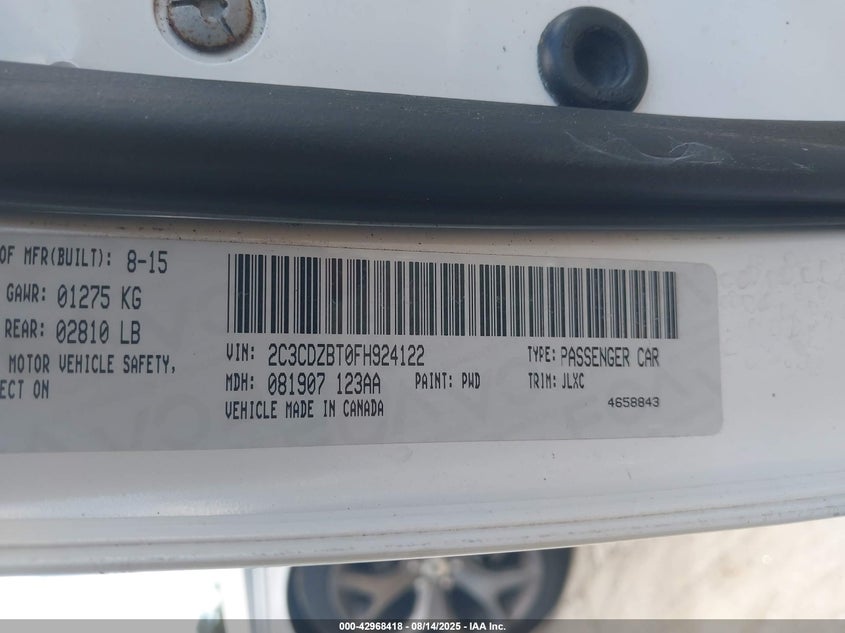 OF MFR(BUILT): 8-15
GAWR: 01275 KG
REAR: 02810 LB
MOTOR VEHICLE SAFETY,
ECT ON
VIN: 2C3CDZBT0FH924122
TYPE: PASSENGER CAR
MDH: 081907 123AA
PAINT: PWD
TRIM: JLXC
VEHICLE MADE IN CANADA
4658843
000-42968418 - 08/14/2025 - IAA Inc.